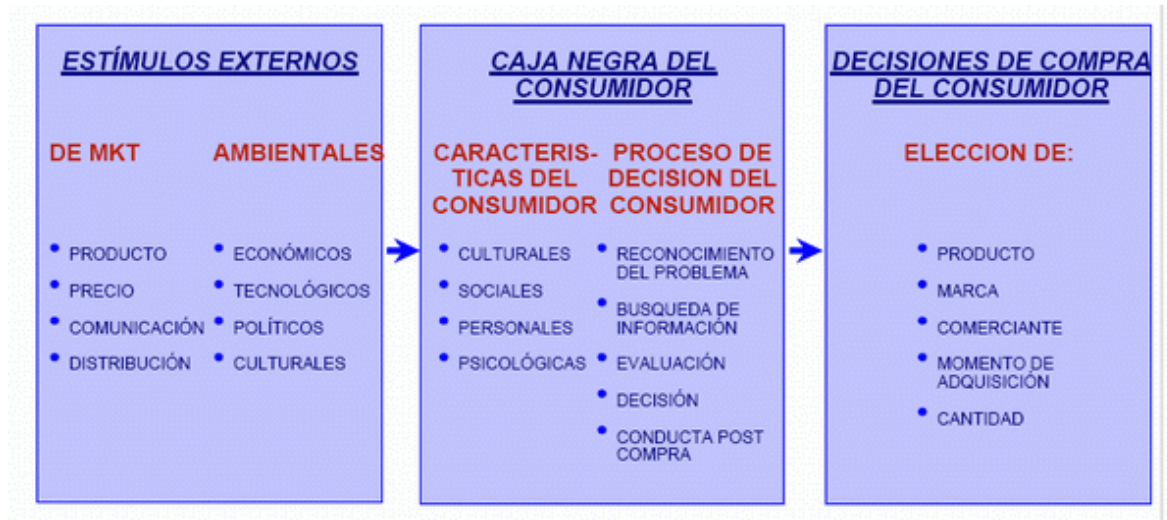 ESTÍMULOS EXTERNOS
DE MKT
PRODUCTO
PRECIO
COMUNICACIÓN
DISTRIBUCIÓN
AMBIENTALES
ECONÓMICOS
TECNOLÓGICOS
POLÍTICOS
CULTURALES
CAJA NEGRA DEL
CONSUMIDOR
CARACTERIS-
TICAS DEL
CONSUMIDOR
CULTURALES
SOCIALES
PERSONALES
PSICOLÓGICAS
PROCESO DE
DECISION DEL
CONSUMIDOR
RECONOCIMIENTO
DEL PROBLEMA
BUSQUEDA DE
INFORMACIÓN
EVALUACIÓN
DECISIÓN
CONDUCTA POST
COMPRA
DECISIONES DE COMPRA
DEL CONSUMIDOR
ELECCION DE:
PRODUCTO
MARCA
COMERCIANTE
MOMENTO DE
ADQUISICIÓN
CANTIDAD